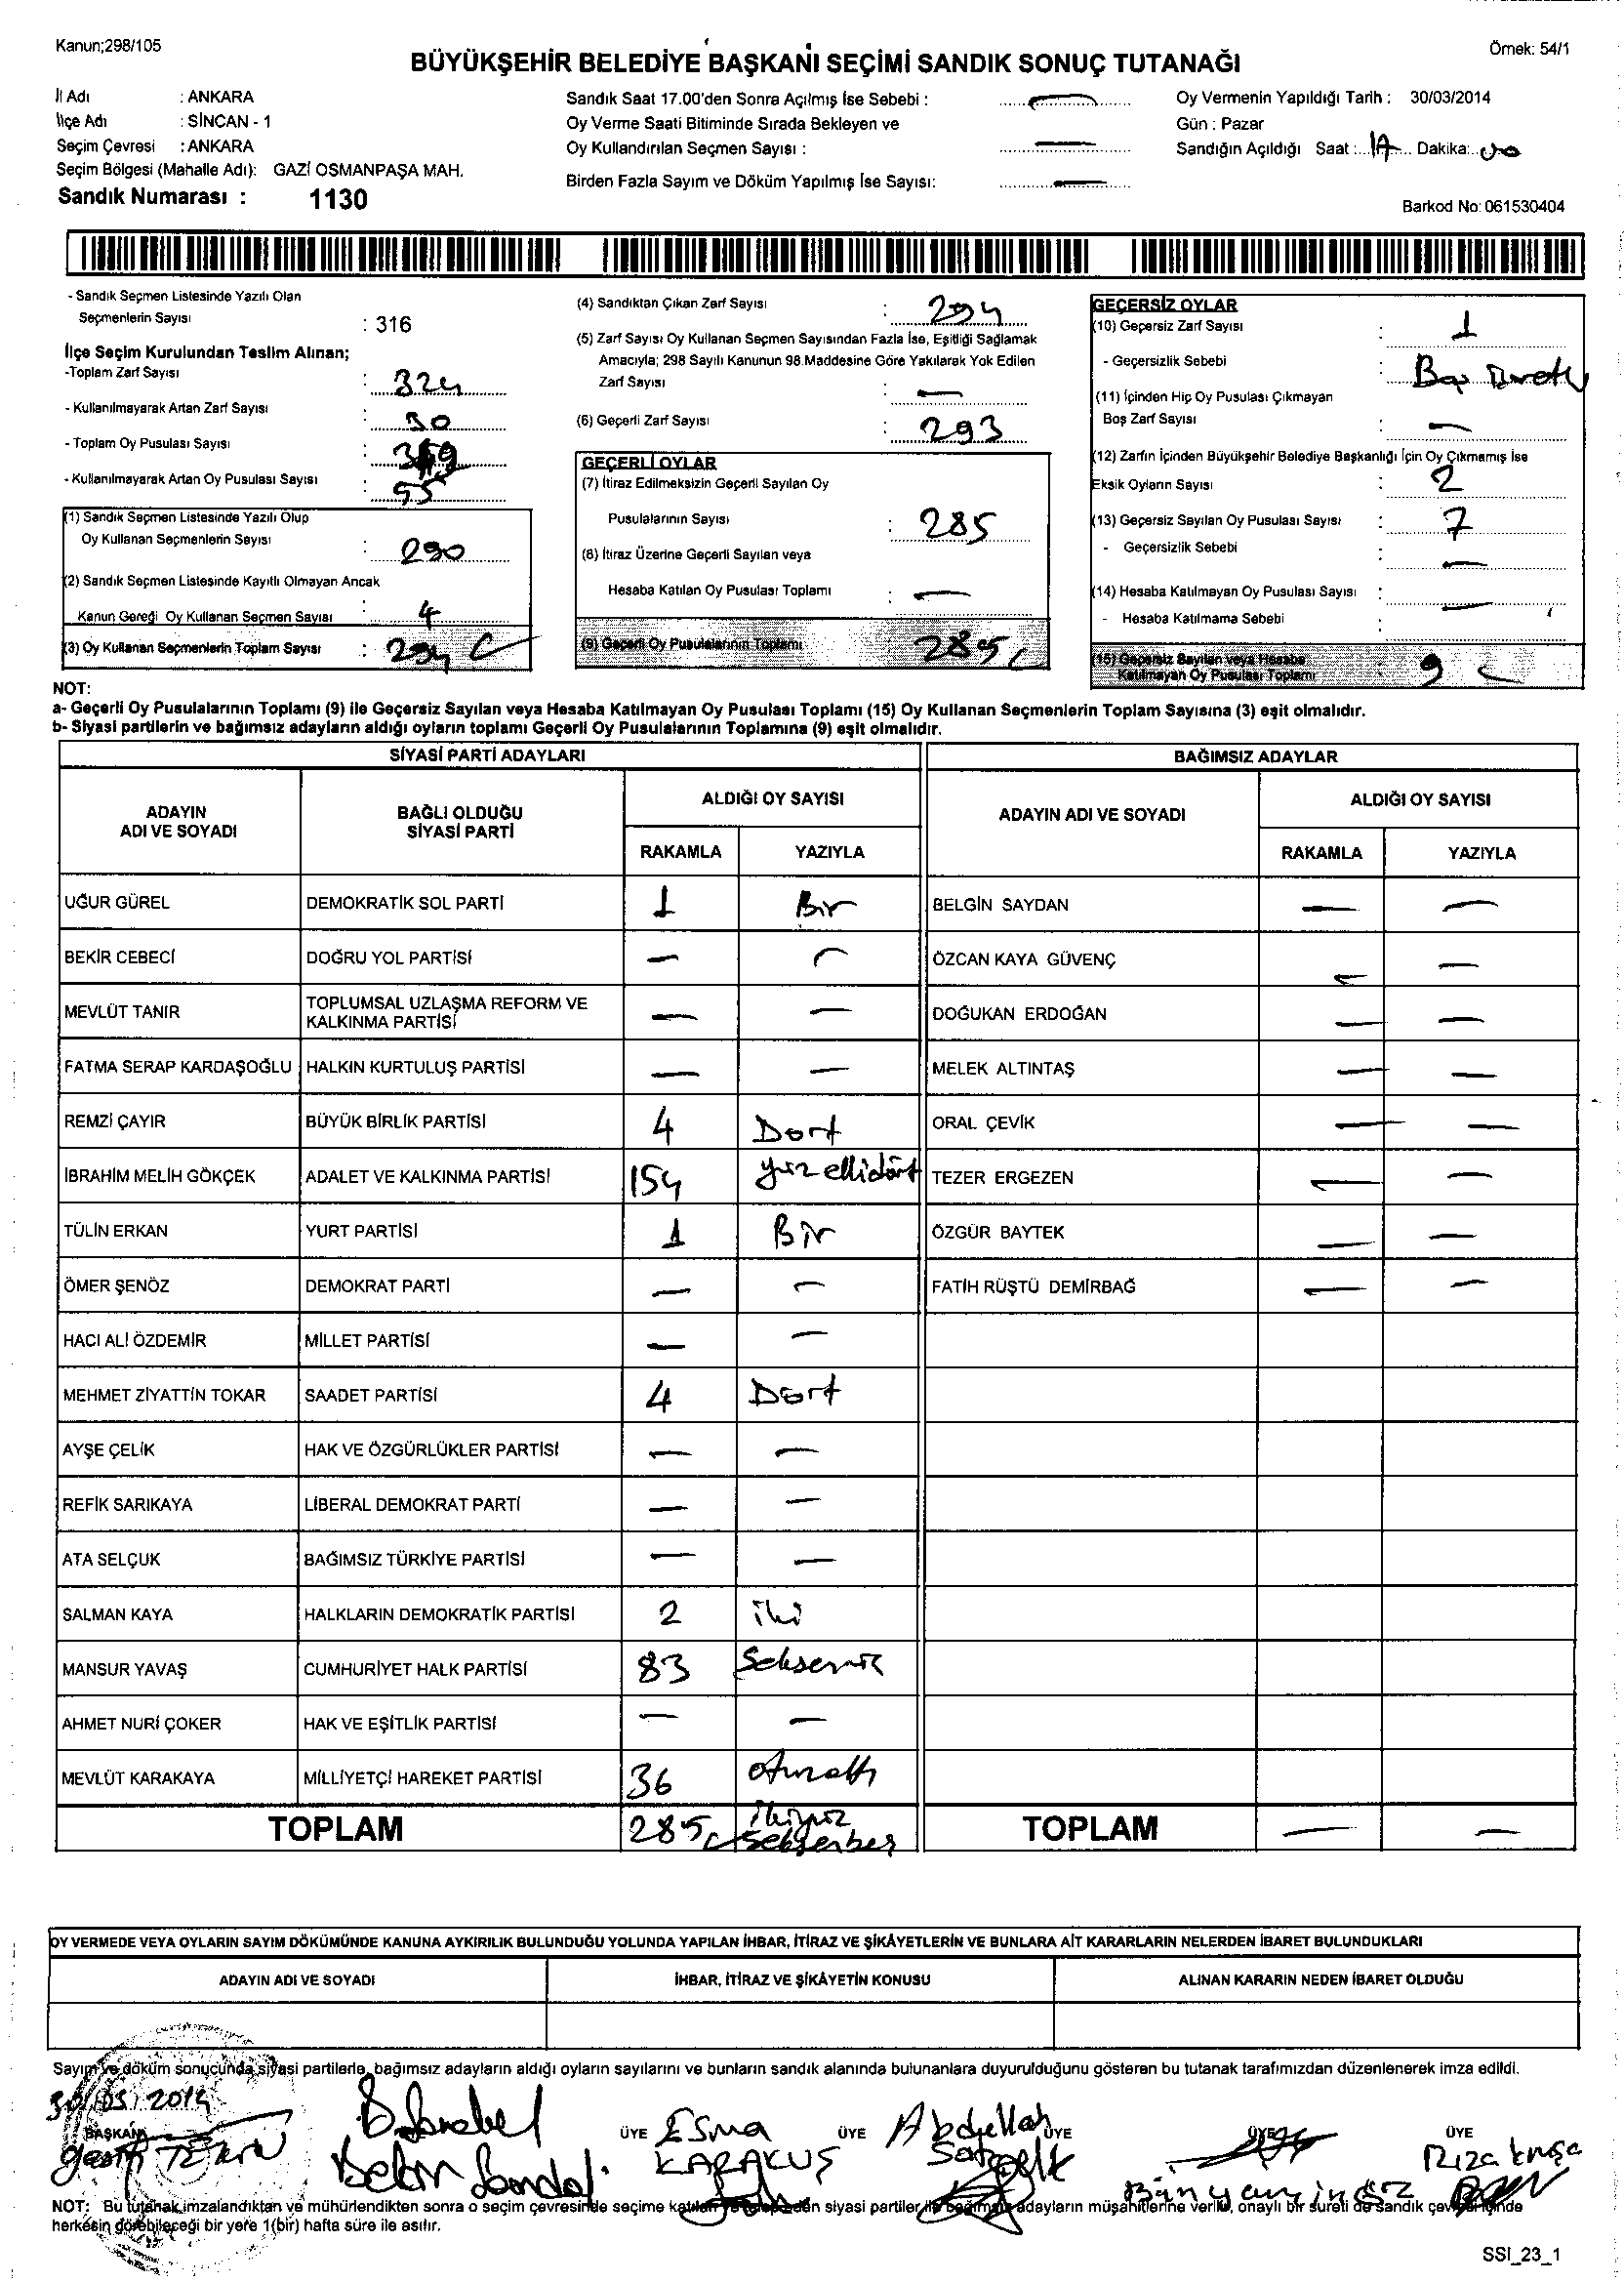 Kanun;298/105
Örnek: 54/1
BÜYÜKŞEHİR BELEDİYE BAŞKANI SEÇİMİ SANDIK SONUÇ TUTANAĞI
İl Adı : ANKARA
İlçe Adı : SİNCAN - 1
Seçim Çevresi : ANKARA
Seçim Bölgesi (Mahalle Adı): GAZİ OSMANPAŞA MAH.
Sandık Numarası : 1130
Sandık Saat 17.00'den Sonra Açılmış İse Sebebi : —
Oy Verme Saati Bitiminde Sırada Bekleyen ve
Oy Kullandırılan Seçmen Sayısı : —
Birden Fazla Sayım ve Döküm Yapılmış İse Sayısı: —
Oy Vermenin Yapıldığı Tarih : 30/03/2014
Gün : Pazar
Sandığın Açıldığı Saat : 17 Dakika:
Barkod No: 061530404
- Sandık Seçmen Listesinde Yazılı Olan
Seçmenlerin Sayısı : 316
İlçe Seçim Kurulundan Teslim Alınan;
-Toplam Zarf Sayısı : 324
- Kullanılmayarak Artan Zarf Sayısı : 30
- Toplam Oy Pusulası Sayısı :
- Kullanılmayarak Artan Oy Pusulası Sayısı : 55
(1) Sandık Seçmen Listesinde Yazılı Olup
Oy Kullanan Seçmenlerin Sayısı : 290
(2) Sandık Seçmen Listesinde Kayıtlı Olmayan Ancak
Kanun Gereği Oy Kullanan Seçmen Sayısı : 4
(3) Oy Kullanan Seçmenlerin Toplam Sayısı : 294
(4) Sandıktan Çıkan Zarf Sayısı : 294
(5) Zarf Sayısı Oy Kullanan Seçmen Sayısından Fazla İse, Eşitliği Sağlamak
Amacıyla; 298 Sayılı Kanunun 98.Maddesine Göre Yakılarak Yok Edilen
Zarf Sayısı : —
(6) Geçerli Zarf Sayısı : 293
GEÇERLİ OYLAR
(7) İtiraz Edilmeksizin Geçerli Sayılan Oy
Pusulalarının Sayısı : 285
(8) İtiraz Üzerine Geçerli Sayılan veya
Hesaba Katılan Oy Pusulası Toplamı : —
(9) Geçerli Oy Pusulalarının Toplamı 285
GEÇERSİZ OYLAR
(10) Geçersiz Zarf Sayısı : 1
- Geçersizlik Sebebi :
(11) İçinden Hiç Oy Pusulası Çıkmayan
Boş Zarf Sayısı : —
(12) Zarfın İçinden Büyükşehir Belediye Başkanlığı İçin Oy Çıkmamış İse
Eksik Oyların Sayısı : 2
(13) Geçersiz Sayılan Oy Pusulası Sayısı : 7
- Geçersizlik Sebebi : —
(14) Hesaba Katılmayan Oy Pusulası Sayısı : —
- Hesaba Katılmama Sebebi :
(15) Geçersiz Sayılan veya Hesaba
Katılmayan Oy Pusulası Toplamı 9
NOT:
a- Geçerli Oy Pusulalarının Toplamı (9) ile Geçersiz Sayılan veya Hesaba Katılmayan Oy Pusulası Toplamı (15) Oy Kullanan Seçmenlerin Toplam Sayısına (3) eşit olmalıdır.
b- Siyasi partilerin ve bağımsız adayların aldığı oyların toplamı Geçerli Oy Pusulalarının Toplamına (9) eşit olmalıdır.
SİYASİ PARTİ ADAYLARI
BAĞIMSIZ ADAYLAR
ADAYIN ADI VE SOYADI
BAĞLI OLDUĞU SİYASİ PARTİ
ALDIĞI OY SAYISI
RAKAMLA YAZIYLA
ADAYIN ADI VE SOYADI
ALDIĞI OY SAYISI
RAKAMLA YAZIYLA
UĞUR GÜREL DEMOKRATİK SOL PARTİ 1 Bir BELGİN SAYDAN — —
BEKİR CEBECİ DOĞRU YOL PARTİSİ — — ÖZCAN KAYA GÜVENÇ — —
MEVLÜT TANIR TOPLUMSAL UZLAŞMA REFORM VE KALKINMA PARTİSİ — — DOĞUKAN ERDOĞAN — —
FATMA SERAP KARDAŞOĞLU HALKIN KURTULUŞ PARTİSİ — — MELEK ALTINTAŞ — —
REMZİ ÇAYIR BÜYÜK BİRLİK PARTİSİ 4 Dort ORAL ÇEVİK — —
İBRAHİM MELİH GÖKÇEK ADALET VE KALKINMA PARTİSİ 154 yüz ellidört TEZER ERGEZEN — —
TÜLİN ERKAN YURT PARTİSİ 1 Bir ÖZGÜR BAYTEK — —
ÖMER ŞENÖZ DEMOKRAT PARTİ — — FATİH RÜŞTÜ DEMİRBAĞ — —
HACI ALİ ÖZDEMİR MİLLET PARTİSİ — —
MEHMET ZİYATTİN TOKAR SAADET PARTİSİ 4 Dört
AYŞE ÇELİK HAK VE ÖZGÜRLÜKLER PARTİSİ — —
REFİK SARIKAYA LİBERAL DEMOKRAT PARTİ — —
ATA SELÇUK BAĞIMSIZ TÜRKİYE PARTİSİ — —
SALMAN KAYA HALKLARIN DEMOKRATİK PARTİSİ 2 iki
MANSUR YAVAŞ CUMHURİYET HALK PARTİSİ 83
AHMET NURİ ÇOKER HAK VE EŞİTLİK PARTİSİ — —
MEVLÜT KARAKAYA MİLLİYETÇİ HAREKET PARTİSİ 36 otuzaltı
TOPLAM 285 ikiyüz seksenbeş TOPLAM — —
OY VERMEDE VEYA OYLARIN SAYIM DÖKÜMÜNDE KANUNA AYKIRILIK BULUNDUĞU YOLUNDA YAPILAN İHBAR, İTİRAZ VE ŞİKÂYETLERİN VE BUNLARA AİT KARARLARIN NELERDEN İBARET BULUNDUKLARI
ADAYIN ADI VE SOYADI İHBAR, İTİRAZ VE ŞİKÂYETİN KONUSU ALINAN KARARIN NEDEN İBARET OLDUĞU
Sayım ve döküm sonucunda siyasi partilerle, bağımsız adayların aldığı oyların sayılarını ve bunların sandık alanında bulunanlara duyurulduğunu gösteren bu tutanak tarafımızdan düzenlenerek imza edildi.
BAŞKAN ÜYE ÜYE ÜYE ÜYE ÜYE
Esma KARAKUŞ
Abdullah
Bünyamin
Rıza
NOT: Bu tutanak imzalandıktan ve mühürlendikten sonra o seçim çevresinde seçime katılan ve talep eden siyasi partiler ile bağımsız adayların müşahitlerine verilir, onaylı bir sureti de sandık çevresi içinde
herkesin görebileceği bir yere 1(bir) hafta süre ile asılır.
SSI_23_1